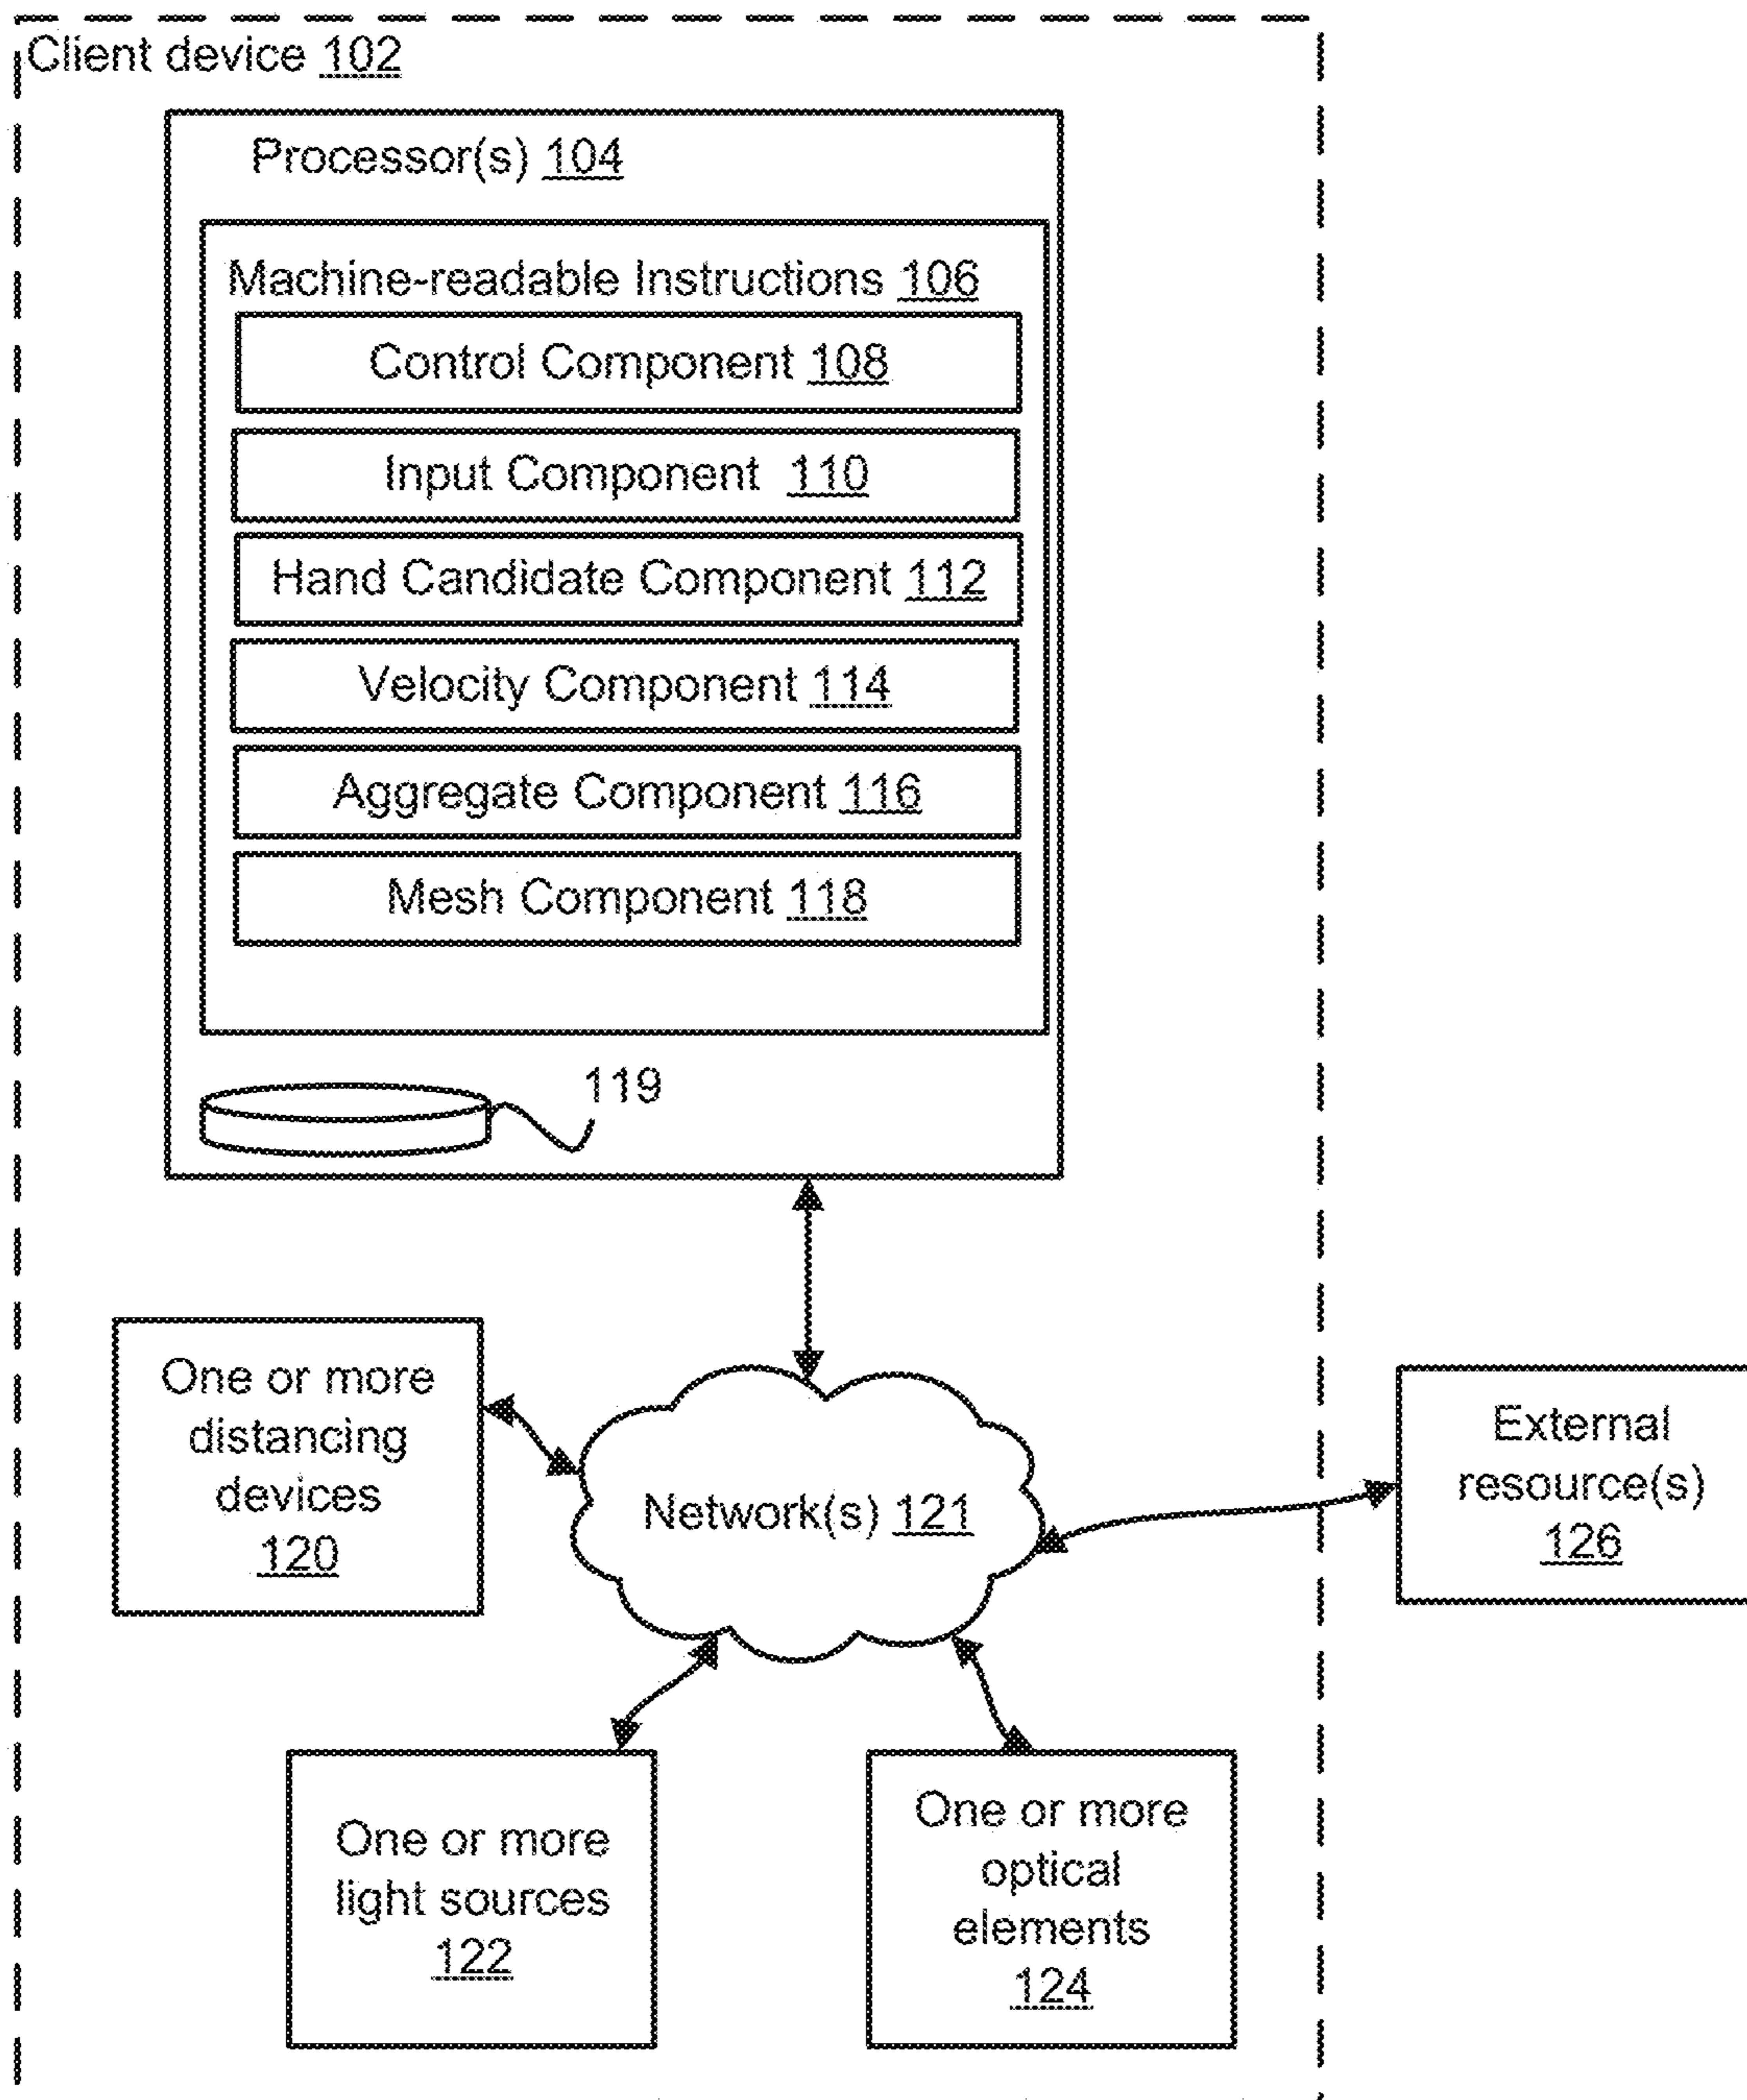 Client device 102
Processor(s) 104
Machine-readable Instructions 106
Control Component 108
Input Component 110
Hand Candidate Component 112
Velocity Component 114
Aggregate Component 116
Mesh Component 118
119
One or more
distancing
devices
120
Network(s) 121
External
resource(s)
126
One or more
light sources
122
One or more
optical
elements
124